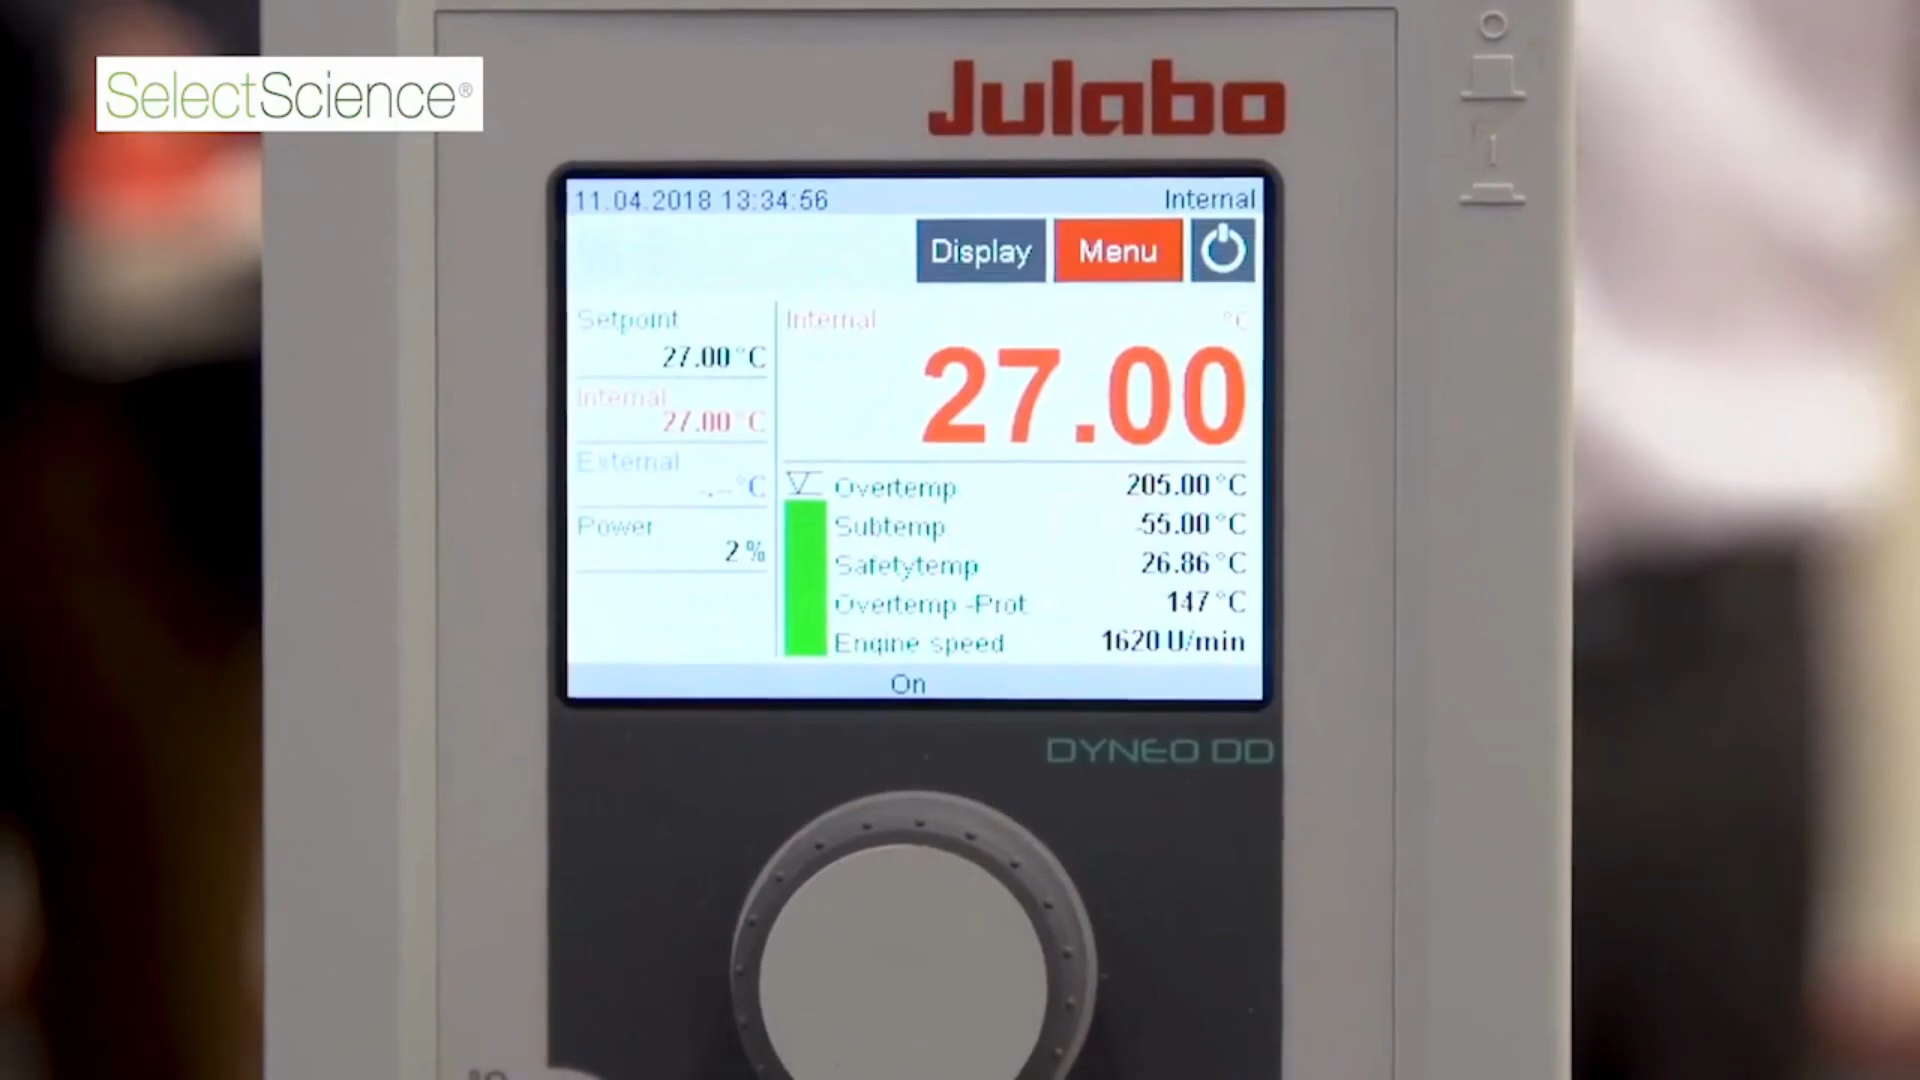 SelectScience®
Julabo
11.04.2018 13:34:56 Internal
Display Menu
Setpoint
27.00 °C
Internal
27.00 °C
External
-.-- °C
Power
2 %
Internal °C
27.00
Overtemp 205.00 °C
Subtemp -55.00 °C
Safetytemp 26.86 °C
Overtemp -Prot 147 °C
Engine speed 1620 U/min
On
DYNEO DD